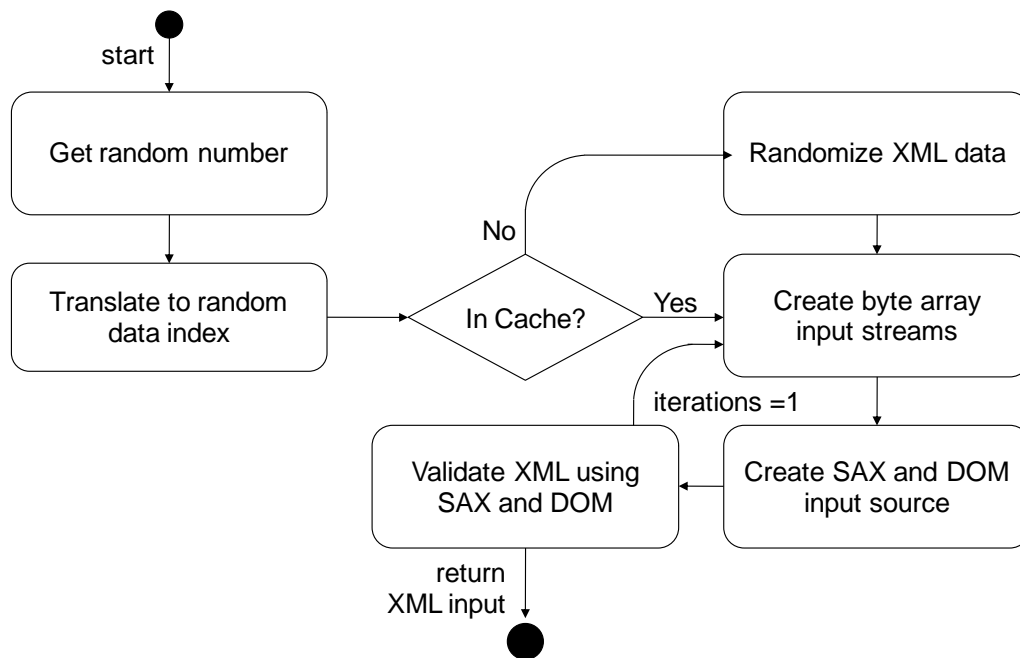 start
Get random number
Randomize XML data
No
Translate to random
data index
In Cache?
Yes
Create byte array
input streams
iterations =1
Validate XML using
SAX and DOM
Create SAX and DOM
input source
return
XML input